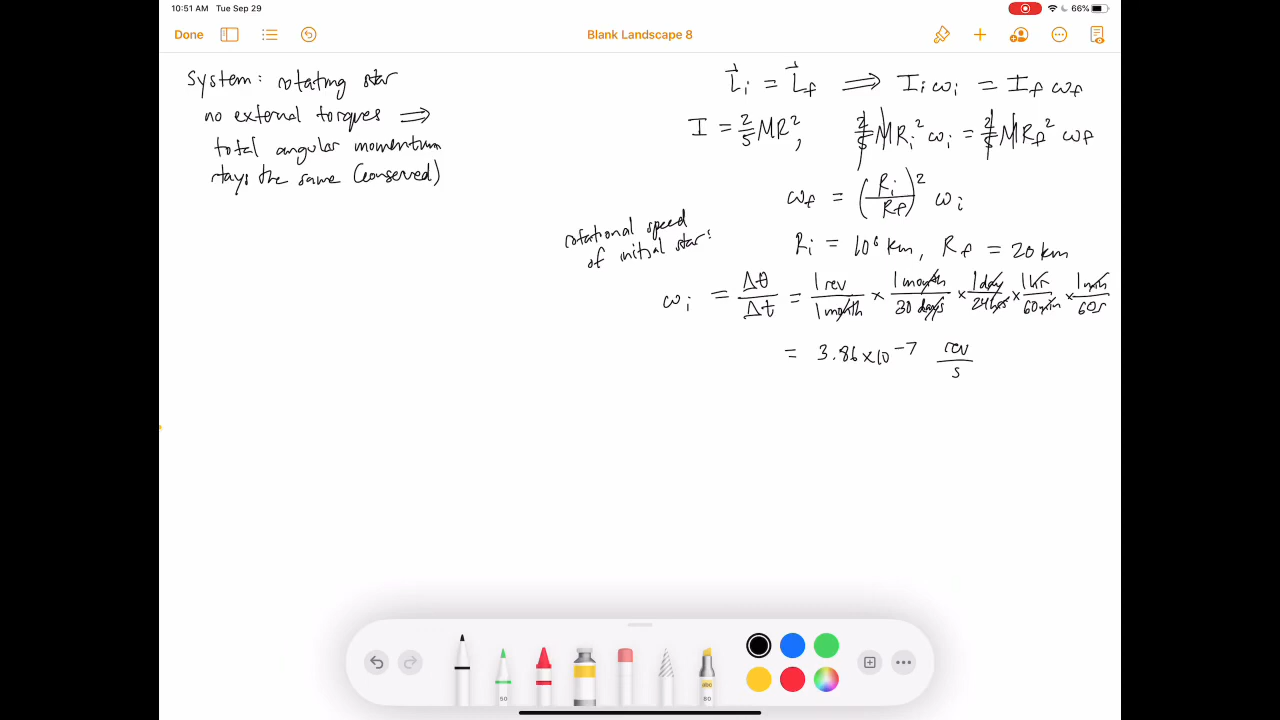 10:51 AM Tue Sep 29
66%
Done
Blank Landscape 8
System: rotating star
no external torques ⟹
total angular momentum
stays the same (conserved)
L⃗i = L⃗f ⟹ Iiωi = Ifωf
I = 2/5 MR², 2/5 MRi² ωi = 2/5 MRf² ωf
ωf = (Ri/Rf)² ωi
rotational speed
of initial star:
Ri = 10⁶ km, Rf = 20 km
ωi = Δθ/Δt = 1 rev/1 month × 1 month/30 days × 1 day/24 hrs × 1 hr/60 min × 1 min/60 s
= 3.86 × 10⁻⁷ rev/s
50
50
80